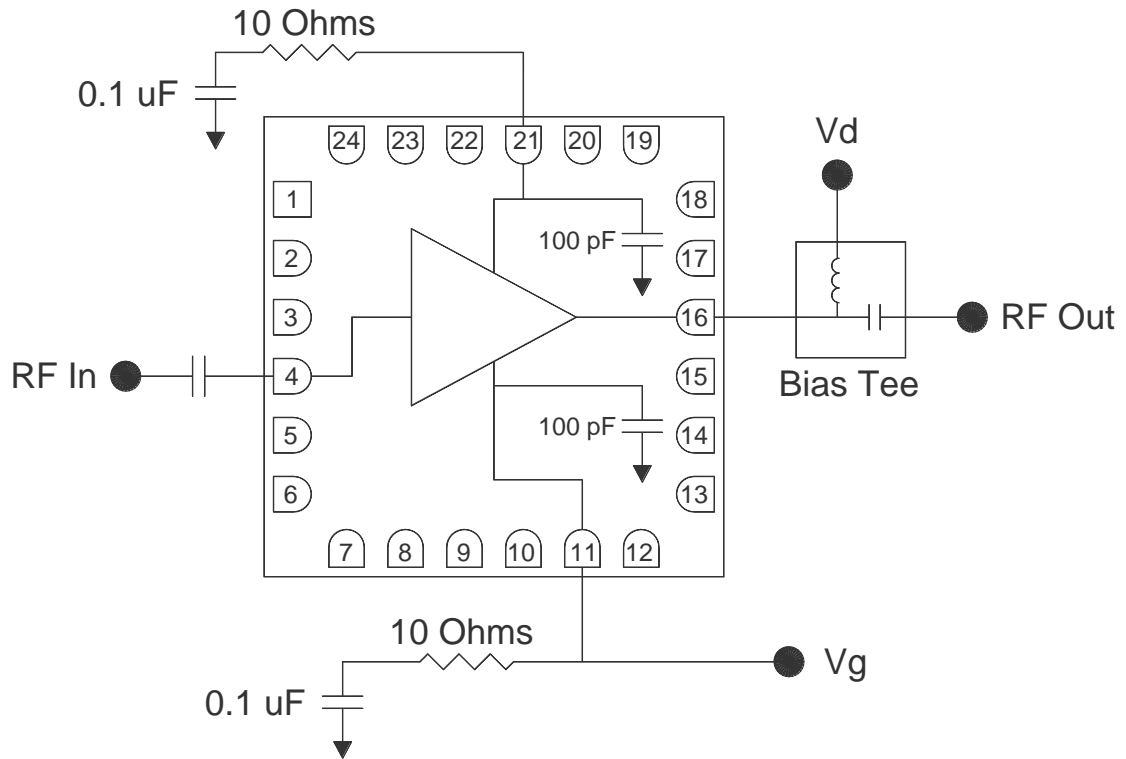 10 Ohms
0.1 uF
24 23 22 21 20 19
Vd
1
18
100 pF
2
17
3
16
RF Out
RF In
4
15
Bias Tee
5
100 pF
14
6
13
7 8 9 10 11 12
10 Ohms
Vg
0.1 uF